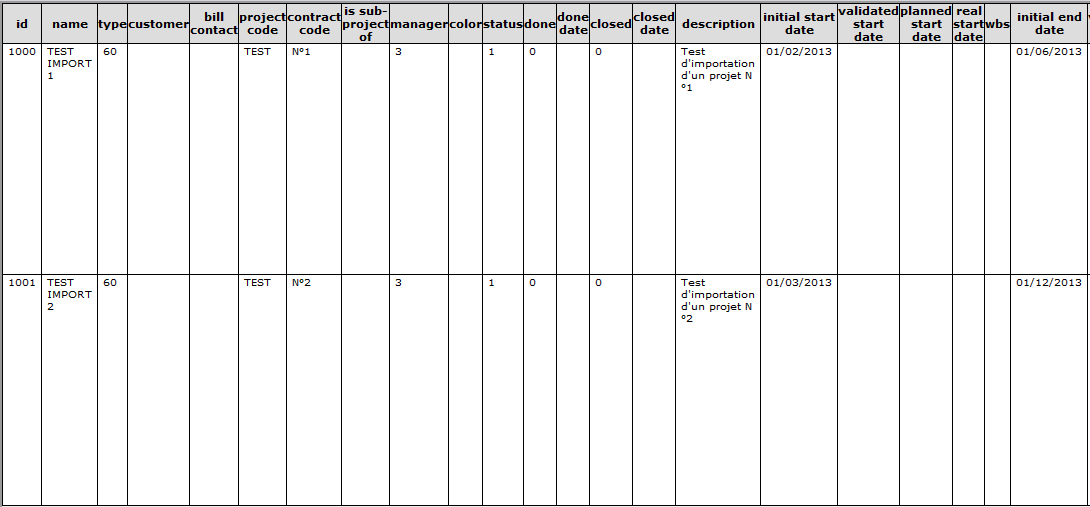 id name type customer bill contact project code contract code is sub-project of manager color status done done date closed closed date description initial start date validated start date planned start date real start date wbs initial end date
1000 TEST 60 TEST N°1 3 1 0 0 Test 01/02/2013 01/06/2013
IMPORT d'importation
1 d'un projet N
°1
1001 TEST 60 TEST N°2 3 1 0 0 Test 01/03/2013 01/12/2013
IMPORT d'importation
2 d'un projet N
°2